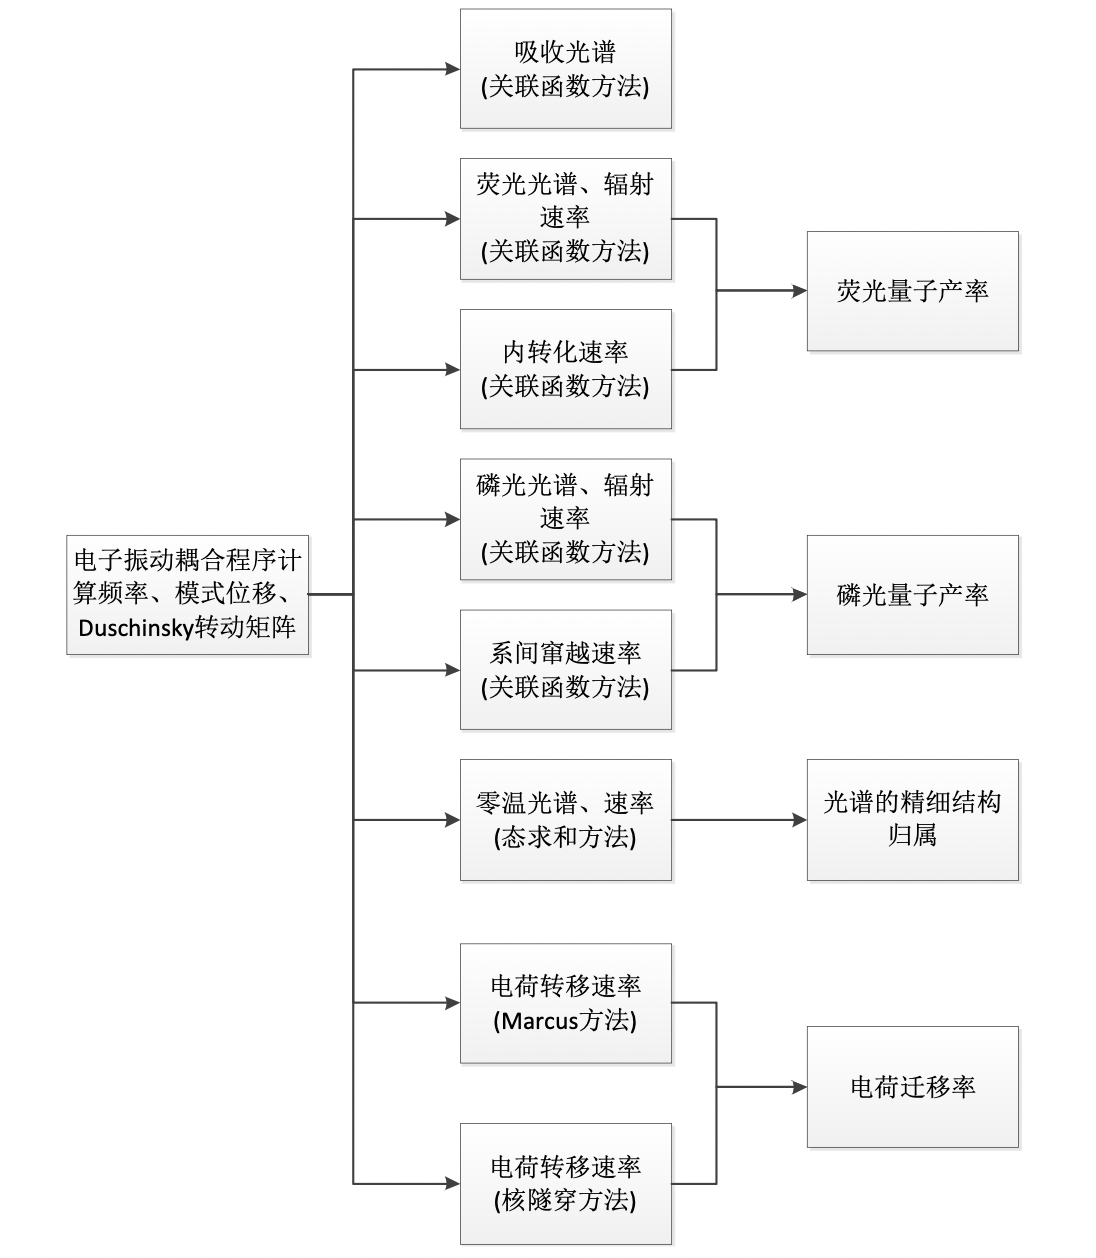 吸收光谱
(关联函数方法)
荧光光谱、辐射
速率
(关联函数方法)
荧光量子产率
内转化速率
(关联函数方法)
磷光光谱、辐射
速率
(关联函数方法)
电子振动耦合程序计
算频率、模式位移、
Duschinsky转动矩阵
磷光量子产率
系间窜越速率
(关联函数方法)
零温光谱、速率
(态求和方法)
光谱的精细结构
归属
电荷转移速率
(Marcus方法)
电荷迁移率
电荷转移速率
(核隧穿方法)